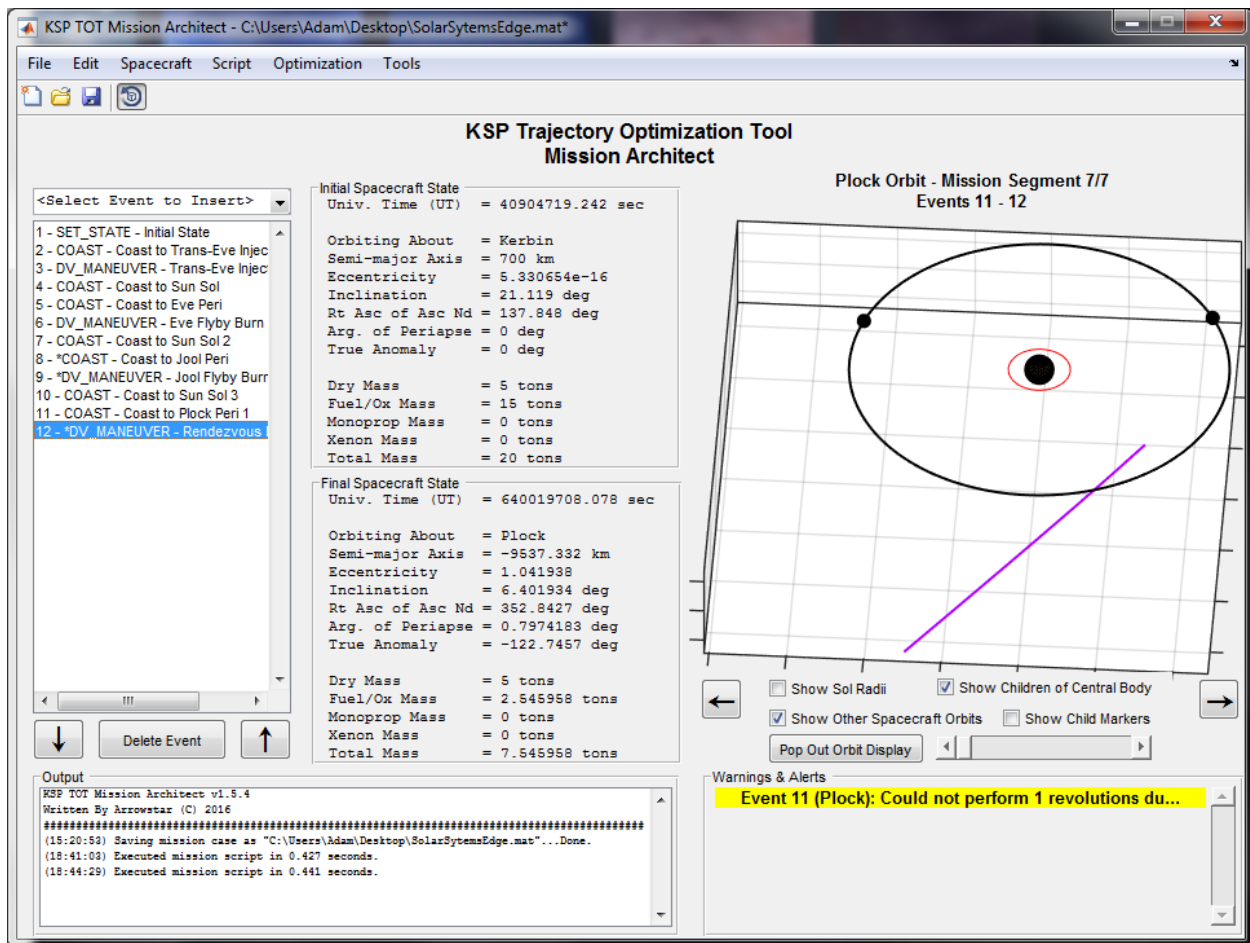 KSP TOT Mission Architect - C:\Users\Adam\Desktop\SolarSytemsEdge.mat*
File Edit Spacecraft Script Optimization Tools
KSP Trajectory Optimization Tool
Mission Architect
<Select Event to Insert>
1 - SET_STATE - Initial State
2 - COAST - Coast to Trans-Eve Injec
3 - DV_MANEUVER - Trans-Eve Inject
4 - COAST - Coast to Sun Sol
5 - COAST - Coast to Eve Peri
6 - DV_MANEUVER - Eve Flyby Burn
7 - COAST - Coast to Sun Sol 2
8 - *COAST - Coast to Jool Peri
9 - *DV_MANEUVER - Jool Flyby Burr
10 - COAST - Coast to Sun Sol 3
11 - COAST - Coast to Plock Peri 1
12 - *DV_MANEUVER - Rendezvous
Delete Event
Initial Spacecraft State
Univ. Time (UT) = 40904719.242 sec
Orbiting About = Kerbin
Semi-major Axis = 700 km
Eccentricity = 5.330654e-16
Inclination = 21.119 deg
Rt Asc of Asc Nd = 137.848 deg
Arg. of Periapse = 0 deg
True Anomaly = 0 deg
Dry Mass = 5 tons
Fuel/Ox Mass = 15 tons
Monoprop Mass = 0 tons
Xenon Mass = 0 tons
Total Mass = 20 tons
Final Spacecraft State
Univ. Time (UT) = 640019708.078 sec
Orbiting About = Plock
Semi-major Axis = -9537.332 km
Eccentricity = 1.041938
Inclination = 6.401934 deg
Rt Asc of Asc Nd = 352.8427 deg
Arg. of Periapse = 0.7974183 deg
True Anomaly = -122.7457 deg
Dry Mass = 5 tons
Fuel/Ox Mass = 2.545958 tons
Monoprop Mass = 0 tons
Xenon Mass = 0 tons
Total Mass = 7.545958 tons
Plock Orbit - Mission Segment 7/7
Events 11 - 12
Show Sol Radii
Show Children of Central Body
Show Other Spacecraft Orbits
Show Child Markers
Pop Out Orbit Display
Output
KSP TOT Mission Architect v1.5.4
Written By Arrowstar (C) 2016
####################################################################################
(15:20:53) Saving mission case as "C:\Users\Adam\Desktop\SolarSytemsEdge.mat"...Done.
(18:41:03) Executed mission script in 0.427 seconds.
(18:44:29) Executed mission script in 0.441 seconds.
Warnings & Alerts
Event 11 (Plock): Could not perform 1 revolutions du...